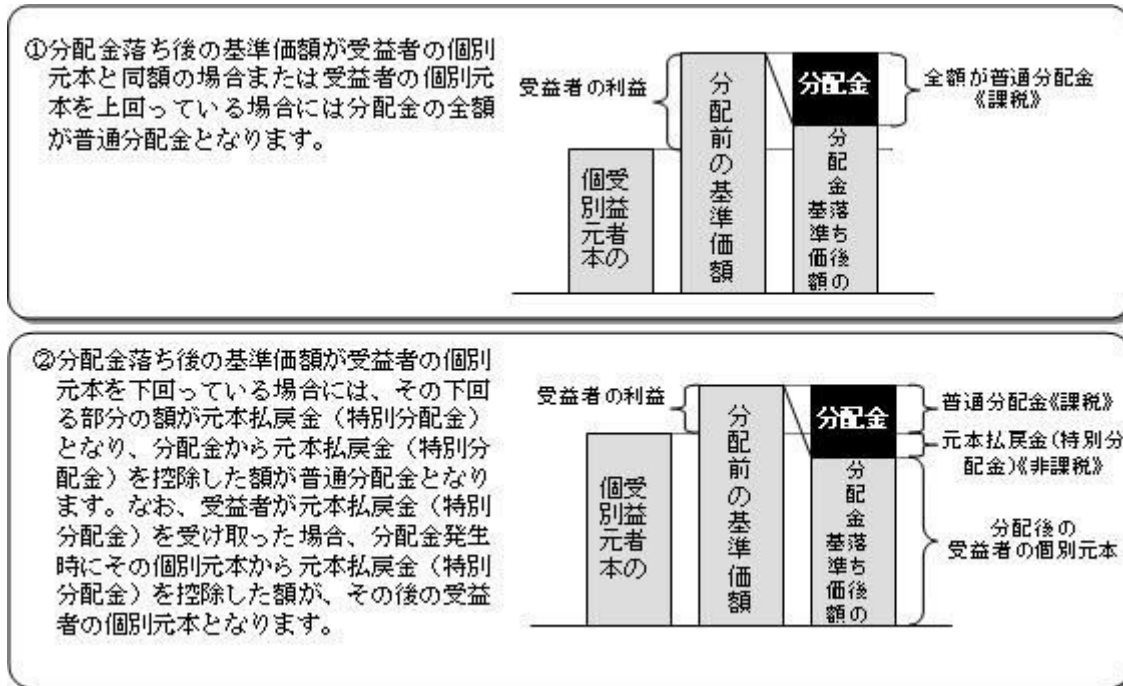 ①分配金落ち後の基準価額が受益者の個別
元本と同額の場合または受益者の個別元
本を上回っている場合には分配金の全額
が普通分配金となります。
受益者の利益
受益者の
個別元本
分配前の基準価額
分配金
分配金落ち後の
基準価額
全額が普通分配金
《課税》
②分配金落ち後の基準価額が受益者の個別
元本を下回っている場合には、その下回
る部分の額が元本払戻金（特別分配金）
となり、分配金から元本払戻金（特別分
配金）を控除した額が普通分配金となり
ます。なお、受益者が元本払戻金（特別
分配金）を受け取った場合、分配金発生
時にその個別元本から元本払戻金（特別
分配金）を控除した額が、その後の受益
者の個別元本となります。
受益者の利益
受益者の
個別元本
分配前の基準価額
分配金
分配金落ち後の
基準価額
普通分配金《課税》
元本払戻金(特別分
配金)《非課税》
分配後の
受益者の個別元本